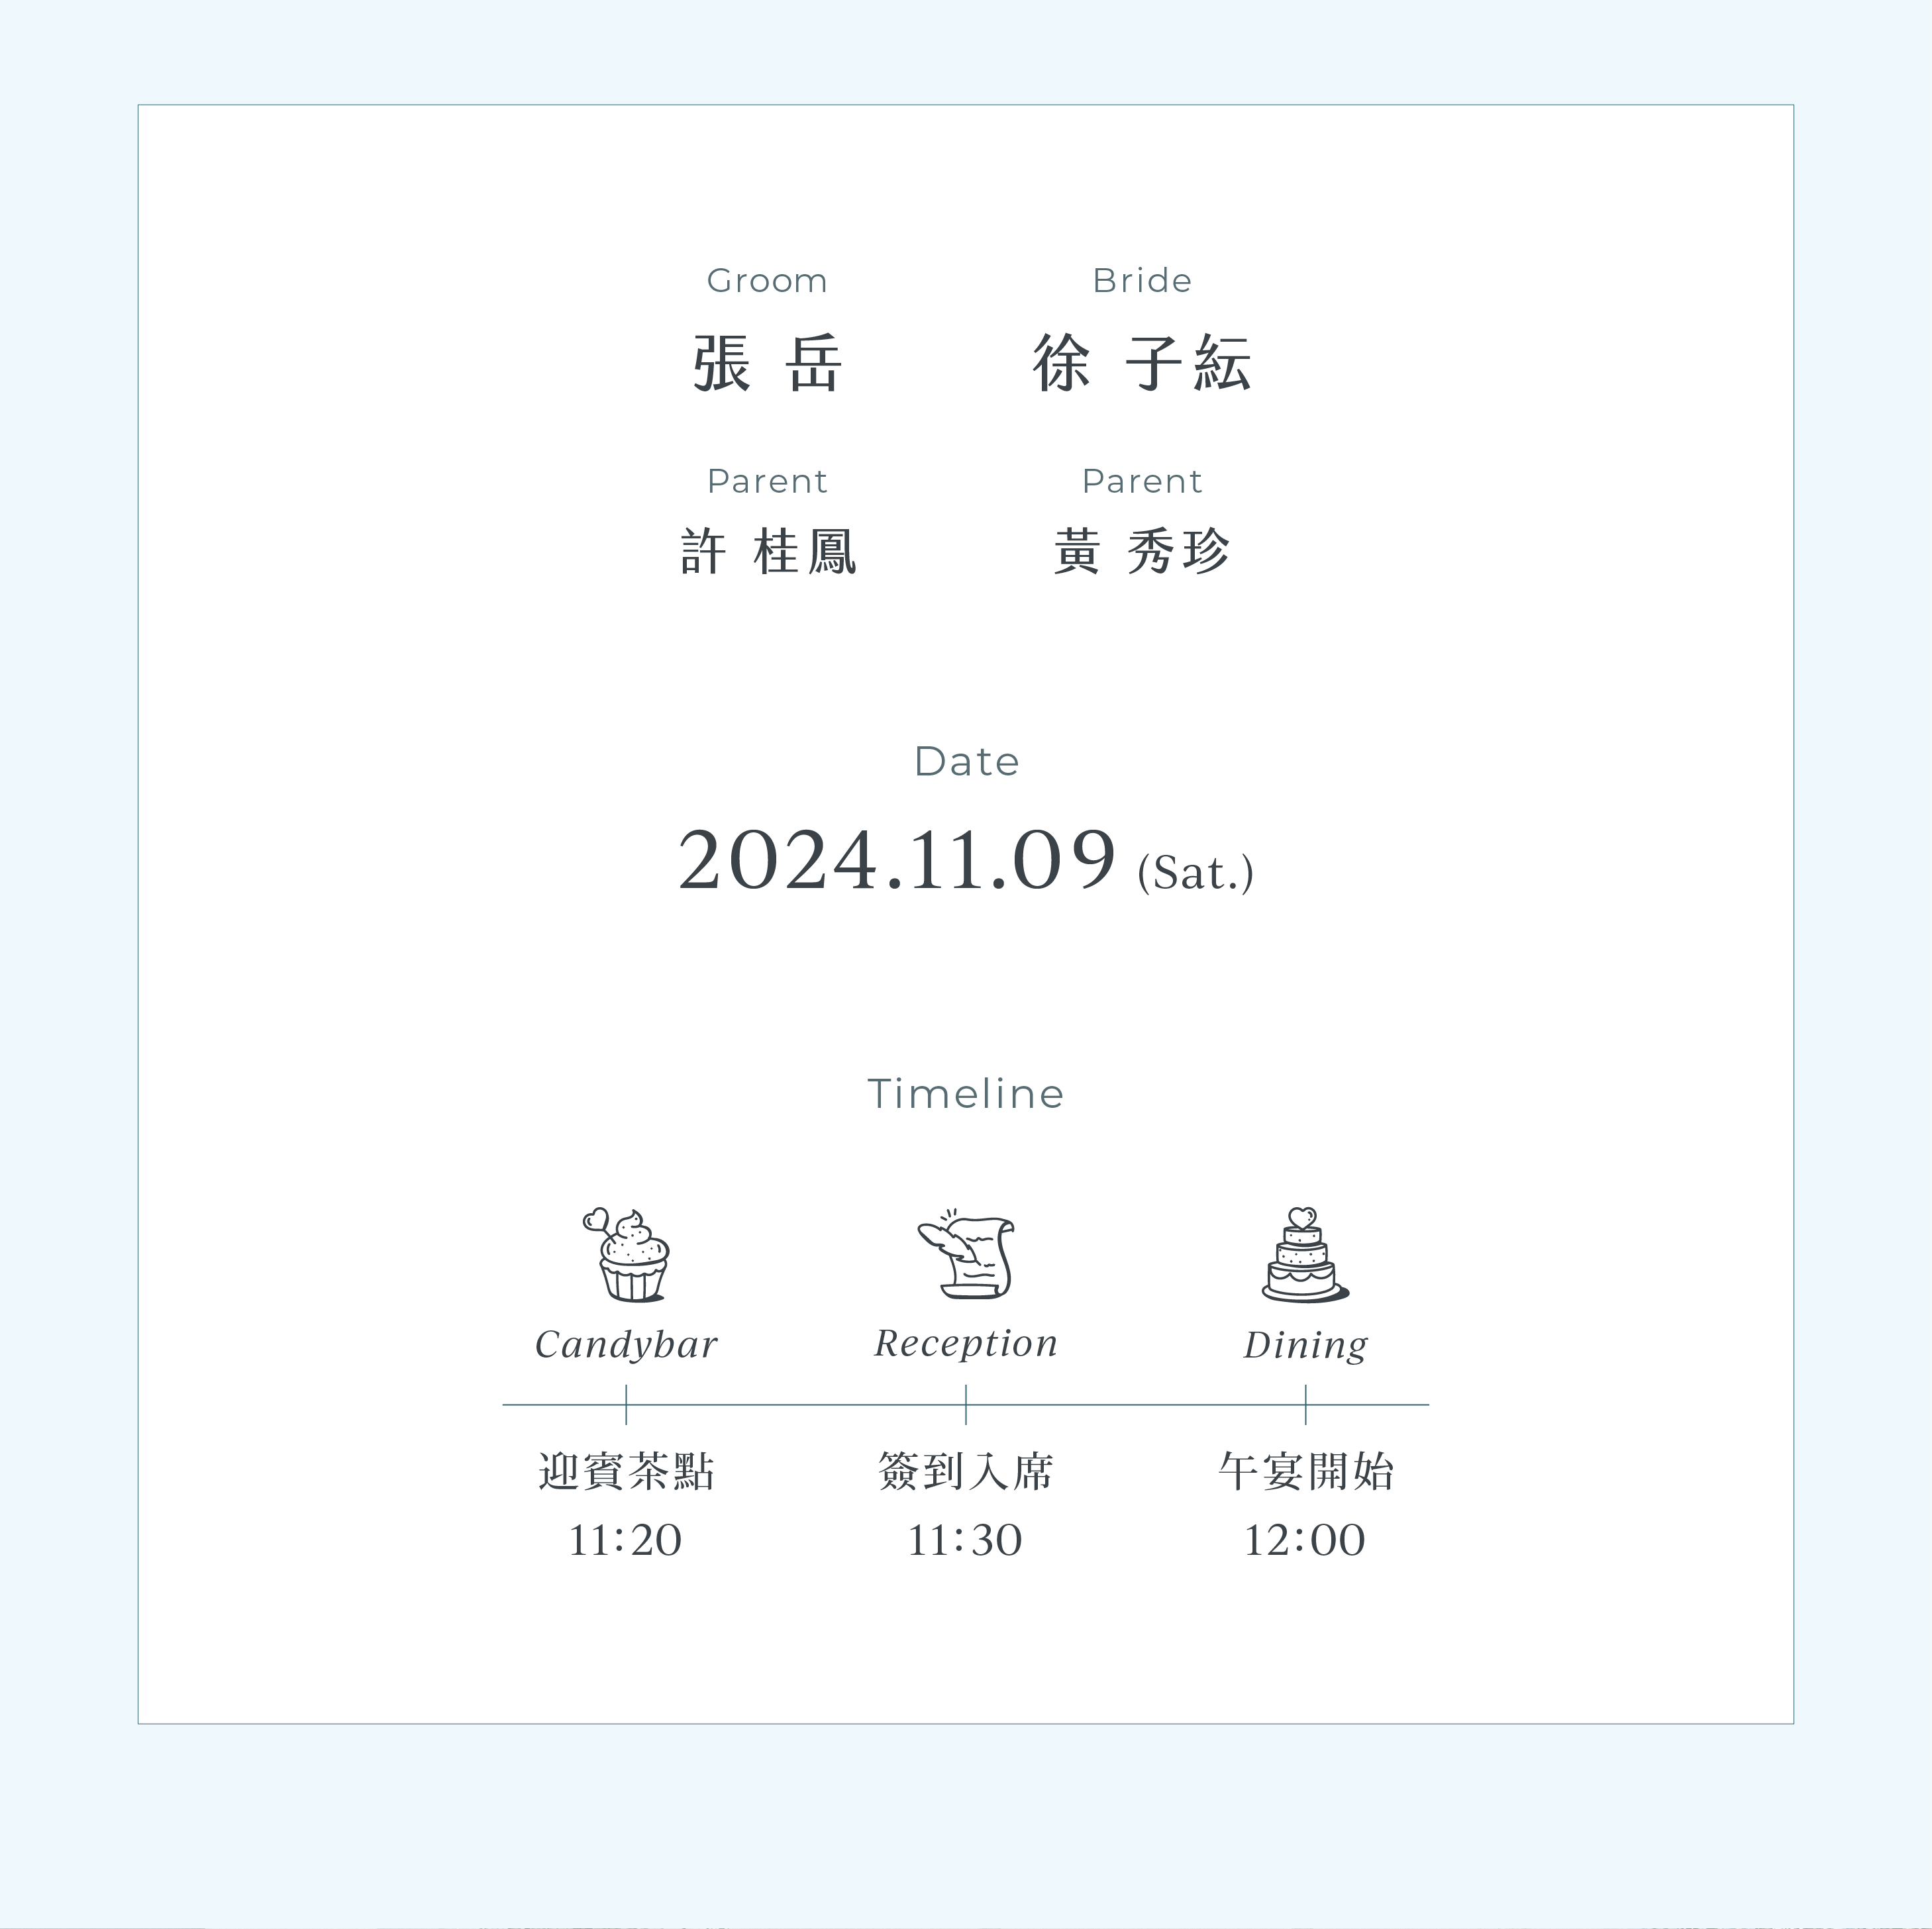 Groom Bride
張 岳 徐 子紜
Parent Parent
許 桂鳳 黃 秀珍
Date
2024.11.09 (Sat.)
Timeline
Candybar Reception Dining
迎賓茶點 簽到入席 午宴開始
11:20 11:30 12:00